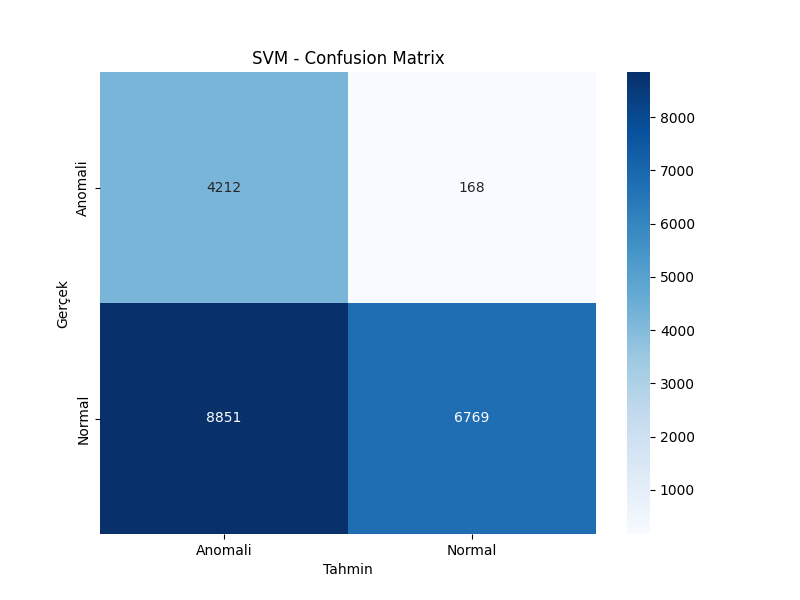 SVM - Confusion Matrix
Gerçek
Anomali
Normal
4212
168
8851
6769
Anomali
Normal
Tahmin
8000
7000
6000
5000
4000
3000
2000
1000